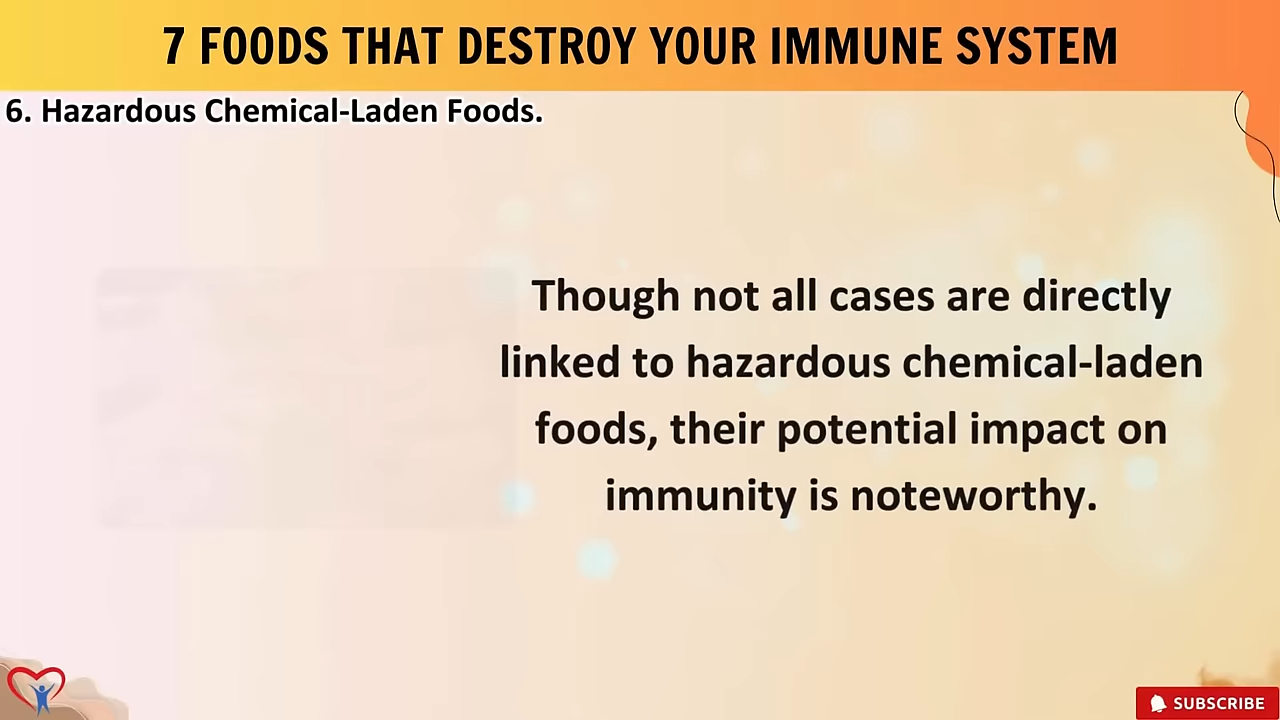 7 FOODS THAT DESTROY YOUR IMMUNE SYSTEM
6. Hazardous Chemical-Laden Foods.
Though not all cases are directly
linked to hazardous chemical-laden
foods, their potential impact on
immunity is noteworthy.
SUBSCRIBE